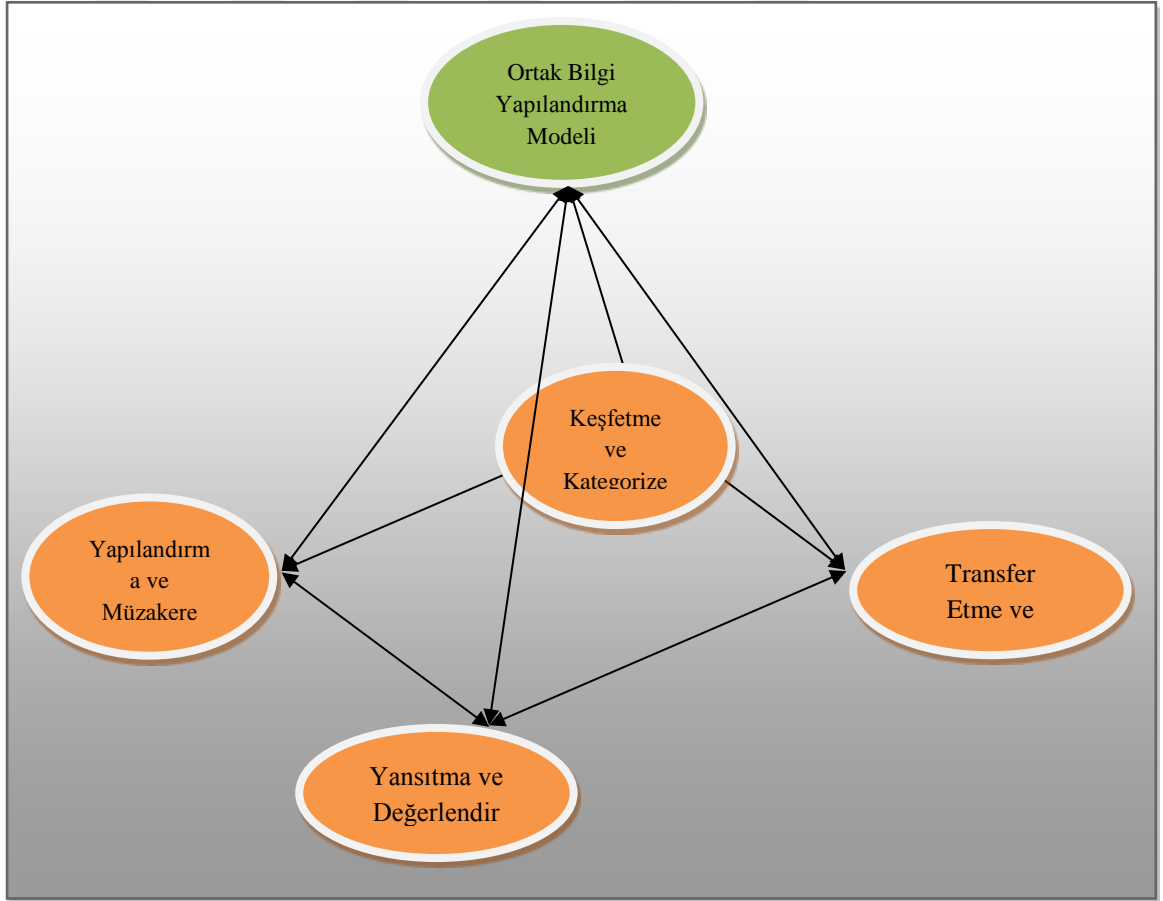 Ortak Bilgi
Yapılandırma
Modeli
Keşfetme
ve
Kategorize
Yapılandırm
a ve
Müzakere
Transfer
Etme ve
Yansıtma ve
Değerlendir